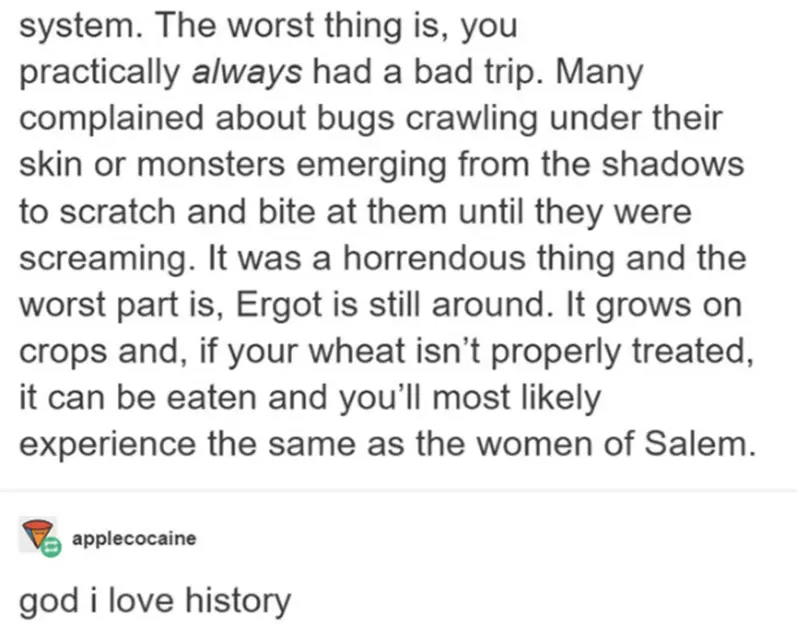 system. The worst thing is, you
practically always had a bad trip. Many
complained about bugs crawling under their
skin or monsters emerging from the shadows
to scratch and bite at them until they were
screaming. It was a horrendous thing and the
worst part is, Ergot is still around. It grows on
crops and, if your wheat isn’t properly treated,
it can be eaten and you’ll most likely
experience the same as the women of Salem.
applecocaine
god i love history